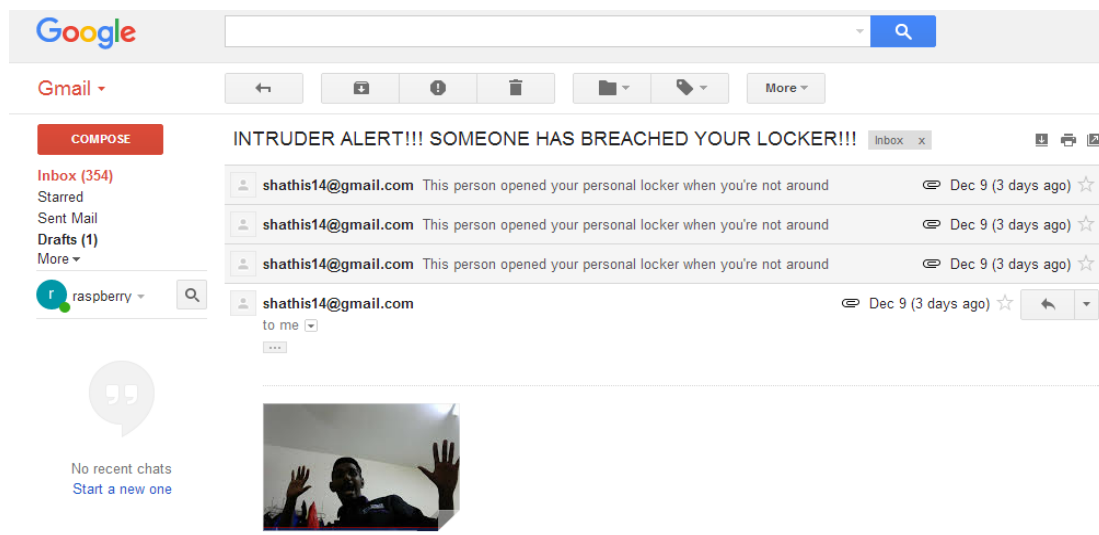 Google
Gmail
More
COMPOSE
INTRUDER ALERT!!! SOMEONE HAS BREACHED YOUR LOCKER!!! Inbox x
Inbox (354)
Starred
Sent Mail
Drafts (1)
More
shathis14@gmail.com This person opened your personal locker when you're not around Dec 9 (3 days ago)
shathis14@gmail.com This person opened your personal locker when you're not around Dec 9 (3 days ago)
shathis14@gmail.com This person opened your personal locker when you're not around Dec 9 (3 days ago)
r raspberry
shathis14@gmail.com Dec 9 (3 days ago)
to me
...
No recent chats
Start a new one